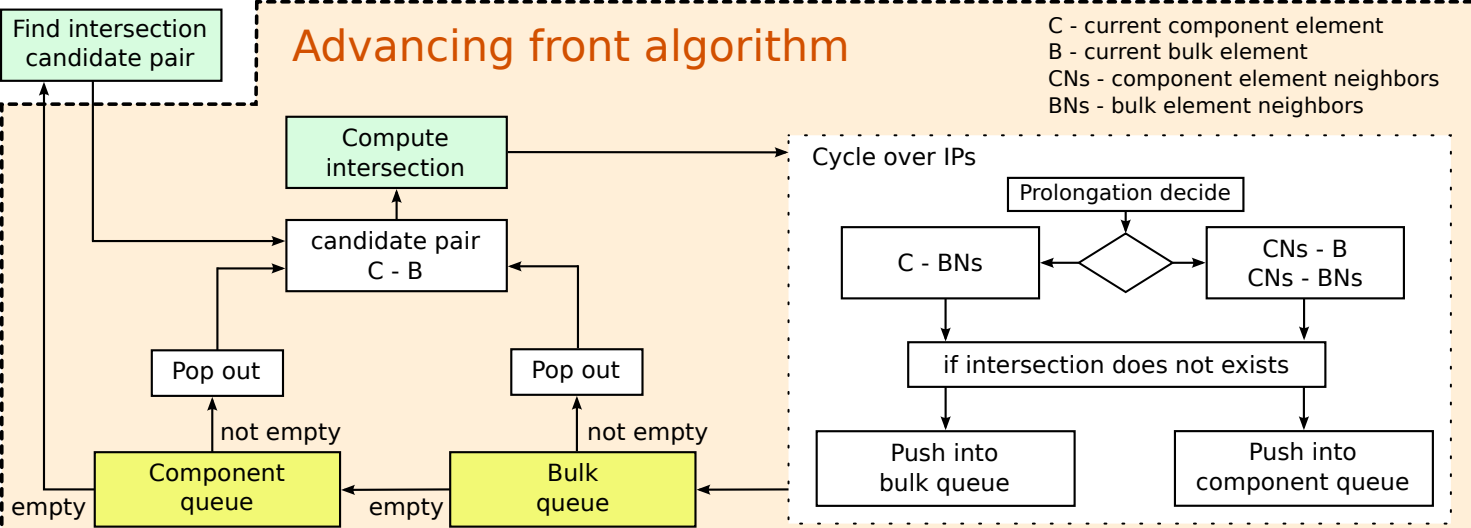 Find intersection
candidate pair
Advancing front algorithm
C - current component element
B - current bulk element
CNs - component element neighbors
BNs - bulk element neighbors
Compute
intersection
Cycle over IPs
Prolongation decide
candidate pair
C - B
C - BNs
CNs - B
CNs - BNs
Pop out
Pop out
if intersection does not exists
not empty
not empty
Component
queue
Bulk
queue
Push into
bulk queue
Push into
component queue
empty
empty